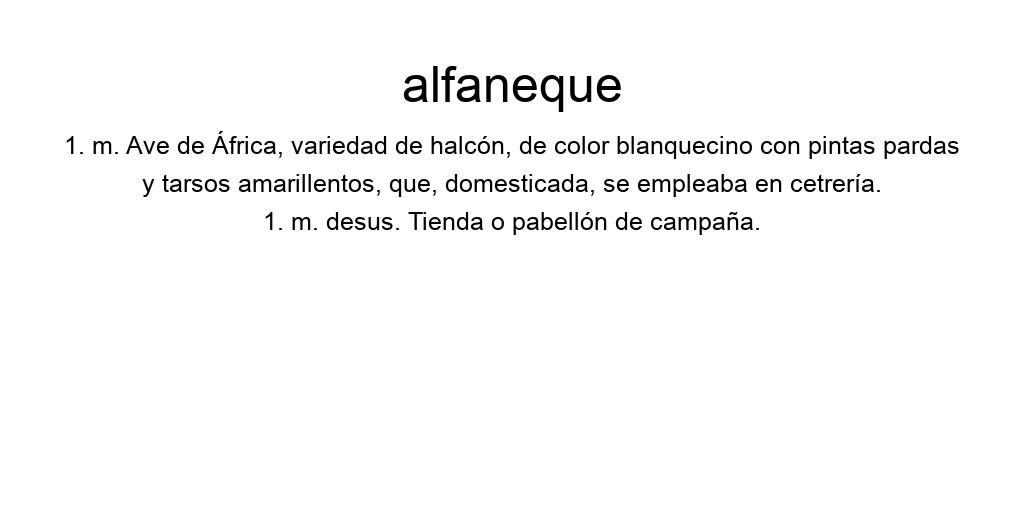 alfaneque
1. m. Ave de África, variedad de halcón, de color blanquecino con pintas pardas
y tarsos amarillentos, que, domesticada, se empleaba en cetrería.
1. m. desus. Tienda o pabellón de campaña.